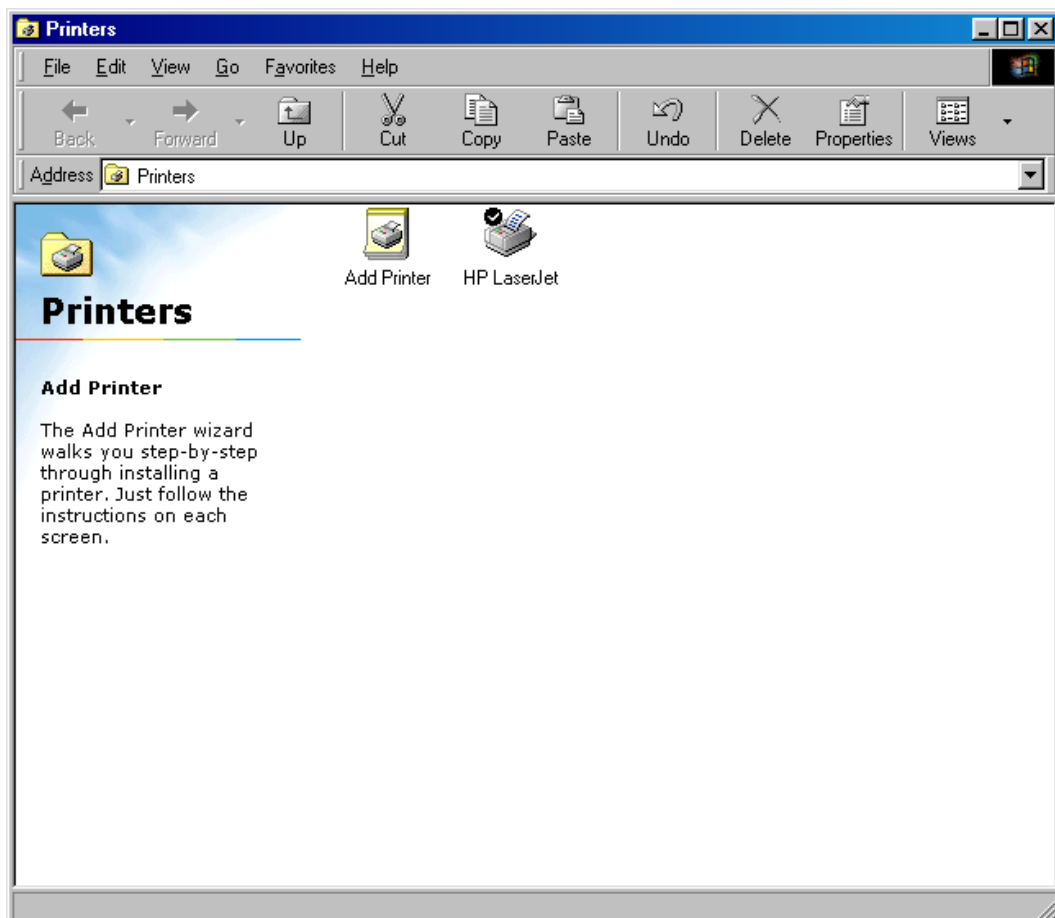 Printers
File Edit View Go Favorites Help
Back Forward Up Cut Copy Paste Undo Delete Properties Views
Address Printers
Add Printer HP LaserJet
Printers
Add Printer
The Add Printer wizard
walks you step-by-step
through installing a
printer. Just follow the
instructions on each
screen.